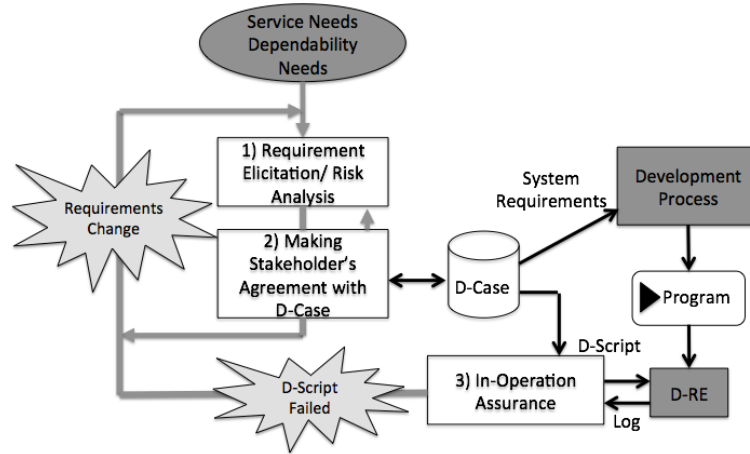 Service Needs
Dependability
Needs
1) Requirement
Elicitation/ Risk
Analysis
Requirements
Change
2) Making
Stakeholder's
Agreement with
D-Case
D-Case
System
Requirements
Development
Process
Program
D-Script
D-Script
Failed
3) In-Operation
Assurance
D-RE
Log